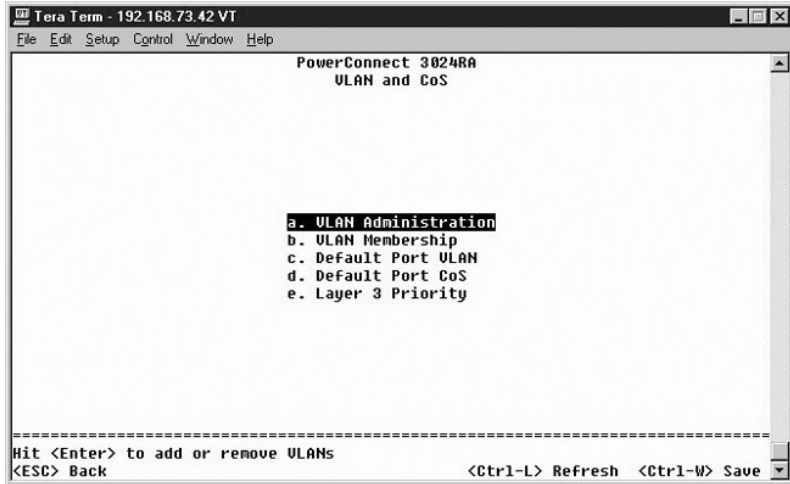 Tera Term - 192.168.73.42 VT
File Edit Setup Control Window Help
PowerConnect 3024RA
VLAN and CoS
a. VLAN Administration
b. VLAN Membership
c. Default Port VLAN
d. Default Port CoS
e. Layer 3 Priority
================================================================================
Hit <Enter> to add or remove VLANs
<ESC> Back <Ctrl-L> Refresh <Ctrl-W> Save